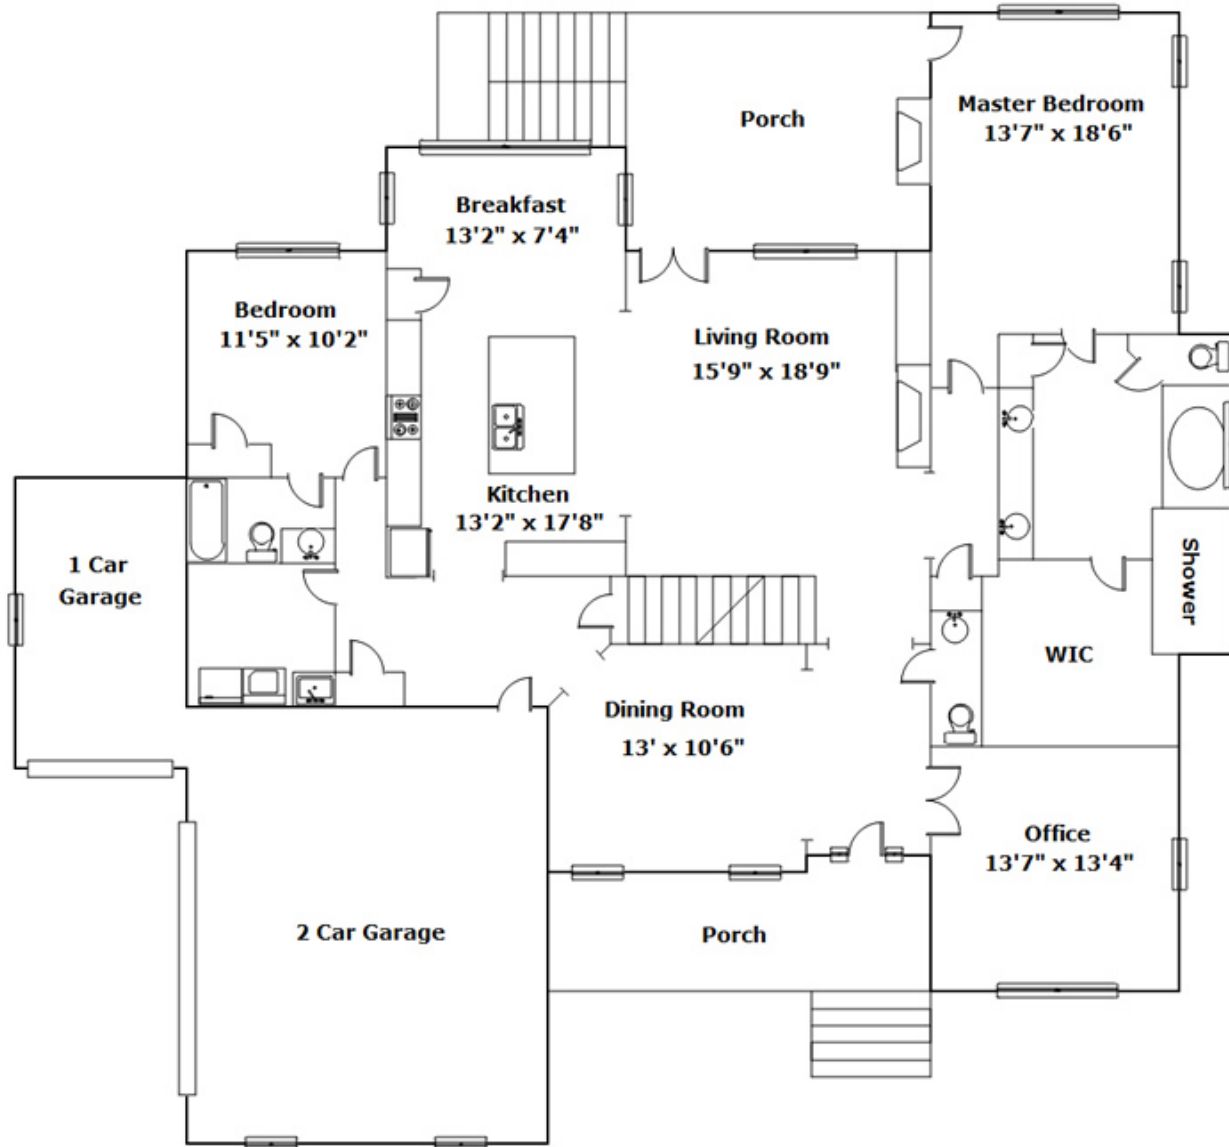 Porch
Master Bedroom
13'7" x 18'6"
Breakfast
13'2" x 7'4"
Bedroom
11'5" x 10'2"
Living Room
15'9" x 18'9"
Kitchen
13'2" x 17'8"
1 Car
Garage
Shower
WIC
Dining Room
13' x 10'6"
Office
13'7" x 13'4"
2 Car Garage
Porch